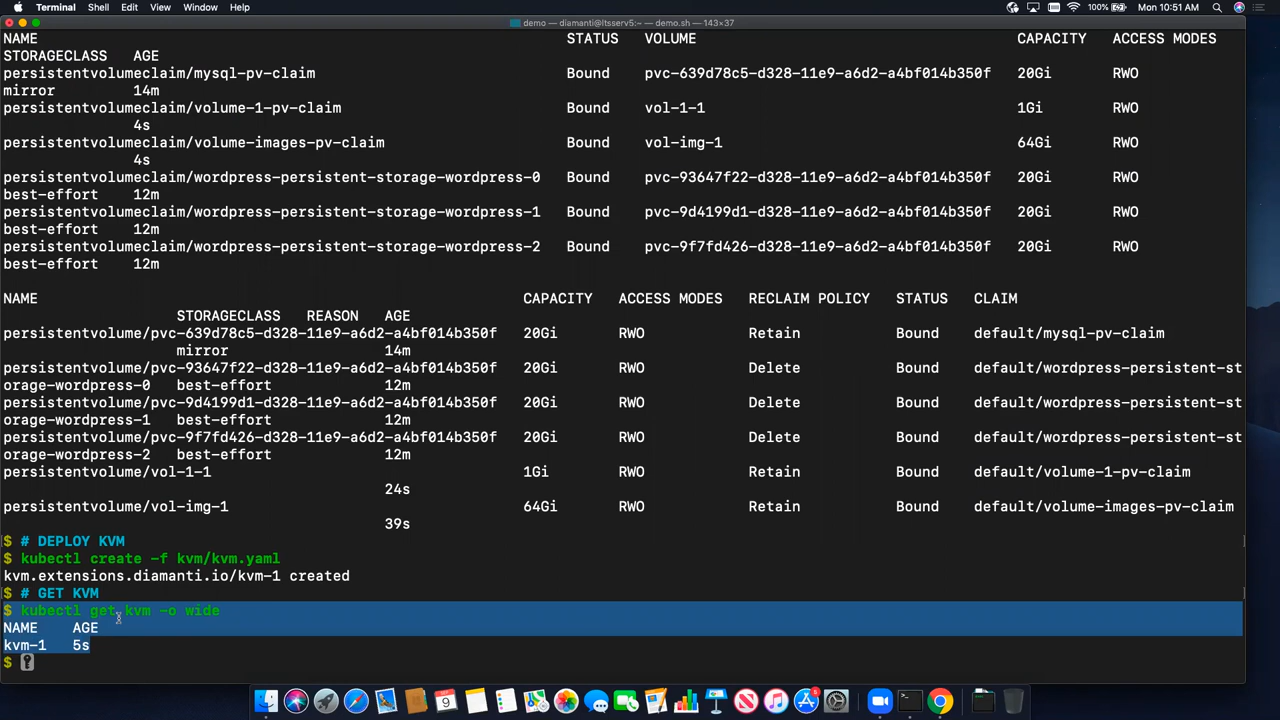 Terminal Shell Edit View Window Help 100% Mon 10:51 AM
demo — diamanti@ltsserv5:~ — demo.sh — 143×37
NAME STATUS VOLUME CAPACITY ACCESS MODES
STORAGECLASS AGE
persistentvolumeclaim/mysql-pv-claim Bound pvc-639d78c5-d328-11e9-a6d2-a4bf014b350f 20Gi RWO
mirror 14m
persistentvolumeclaim/volume-1-pv-claim Bound vol-1-1 1Gi RWO
4s
persistentvolumeclaim/volume-images-pv-claim Bound vol-img-1 64Gi RWO
4s
persistentvolumeclaim/wordpress-persistent-storage-wordpress-0 Bound pvc-93647f22-d328-11e9-a6d2-a4bf014b350f 20Gi RWO
best-effort 12m
persistentvolumeclaim/wordpress-persistent-storage-wordpress-1 Bound pvc-9d4199d1-d328-11e9-a6d2-a4bf014b350f 20Gi RWO
best-effort 12m
persistentvolumeclaim/wordpress-persistent-storage-wordpress-2 Bound pvc-9f7fd426-d328-11e9-a6d2-a4bf014b350f 20Gi RWO
best-effort 12m
NAME CAPACITY ACCESS MODES RECLAIM POLICY STATUS CLAIM
STORAGECLASS REASON AGE
persistentvolume/pvc-639d78c5-d328-11e9-a6d2-a4bf014b350f 20Gi RWO Retain Bound default/mysql-pv-claim
mirror 14m
persistentvolume/pvc-93647f22-d328-11e9-a6d2-a4bf014b350f 20Gi RWO Delete Bound default/wordpress-persistent-st
orage-wordpress-0 best-effort 12m
persistentvolume/pvc-9d4199d1-d328-11e9-a6d2-a4bf014b350f 20Gi RWO Delete Bound default/wordpress-persistent-st
orage-wordpress-1 best-effort 12m
persistentvolume/pvc-9f7fd426-d328-11e9-a6d2-a4bf014b350f 20Gi RWO Delete Bound default/wordpress-persistent-st
orage-wordpress-2 best-effort 12m
persistentvolume/vol-1-1 1Gi RWO Retain Bound default/volume-1-pv-claim
24s
persistentvolume/vol-img-1 64Gi RWO Retain Bound default/volume-images-pv-claim
39s
$ # DEPLOY KVM
$ kubectl create -f kvm/kvm.yaml
kvm.extensions.diamanti.io/kvm-1 created
$ # GET KVM
$ kubectl get kvm -o wide
NAME AGE
kvm-1 5s
$
9